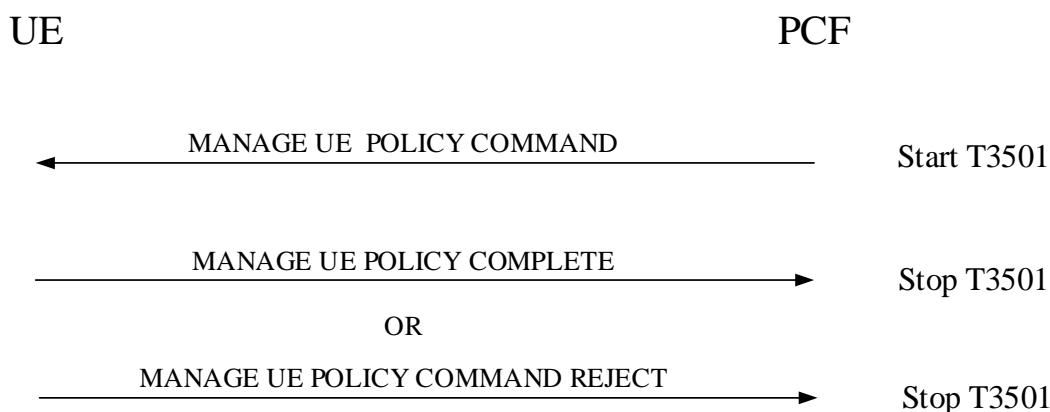 UE PCF
MANAGE UE POLICY COMMAND Start T3501
MANAGE UE POLICY COMPLETE Stop T3501
OR
MANAGE UE POLICY COMMAND REJECT Stop T3501